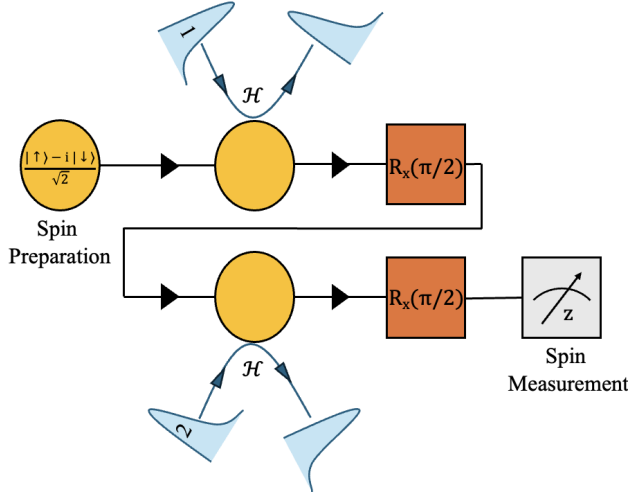 1
ℋ
|↑⟩ − i |↓⟩
√2
R_x(π/2)
Spin
Preparation
R_x(π/2)
z
ℋ
Spin
Measurement
2